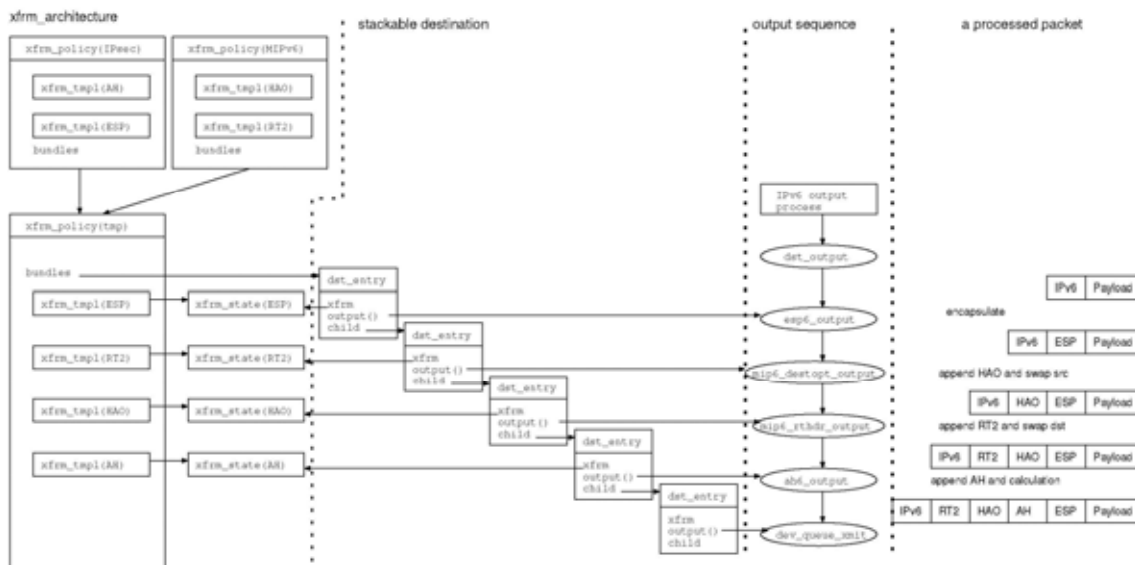 xfrm_architecture
stackable destination
output sequence
a processed packet
xfrm_policy(IPsec)
xfrm_tmpl(AH)
xfrm_tmpl(ESP)
bundles
xfrm_policy(MIPv6)
xfrm_tmpl(HAO)
xfrm_tmpl(RT2)
bundles
xfrm_policy(tmp)
bundles
xfrm_tmpl(ESP)
xfrm_state(ESP)
xfrm_tmpl(RT2)
xfrm_state(RT2)
xfrm_tmpl(HAO)
xfrm_state(HAO)
xfrm_tmpl(AH)
xfrm_state(AH)
dst_entry
xfrm
output()
child
dst_entry
xfrm
output()
child
dst_entry
xfrm
output()
child
dst_entry
xfrm
output()
child
dst_entry
xfrm
output()
child
IPv6 output
process
dst_output
esp6_output
mip6_destopt_output
mip6_rthdr_output
ah6_output
dev_queue_xmit
IPv6 Payload
encapsulate
IPv6 ESP Payload
append HAO and swap src
IPv6 HAO ESP Payload
append RT2 and swap dst
IPv6 RT2 HAO ESP Payload
append AH and calculation
IPv6 RT2 HAO AH ESP Payload